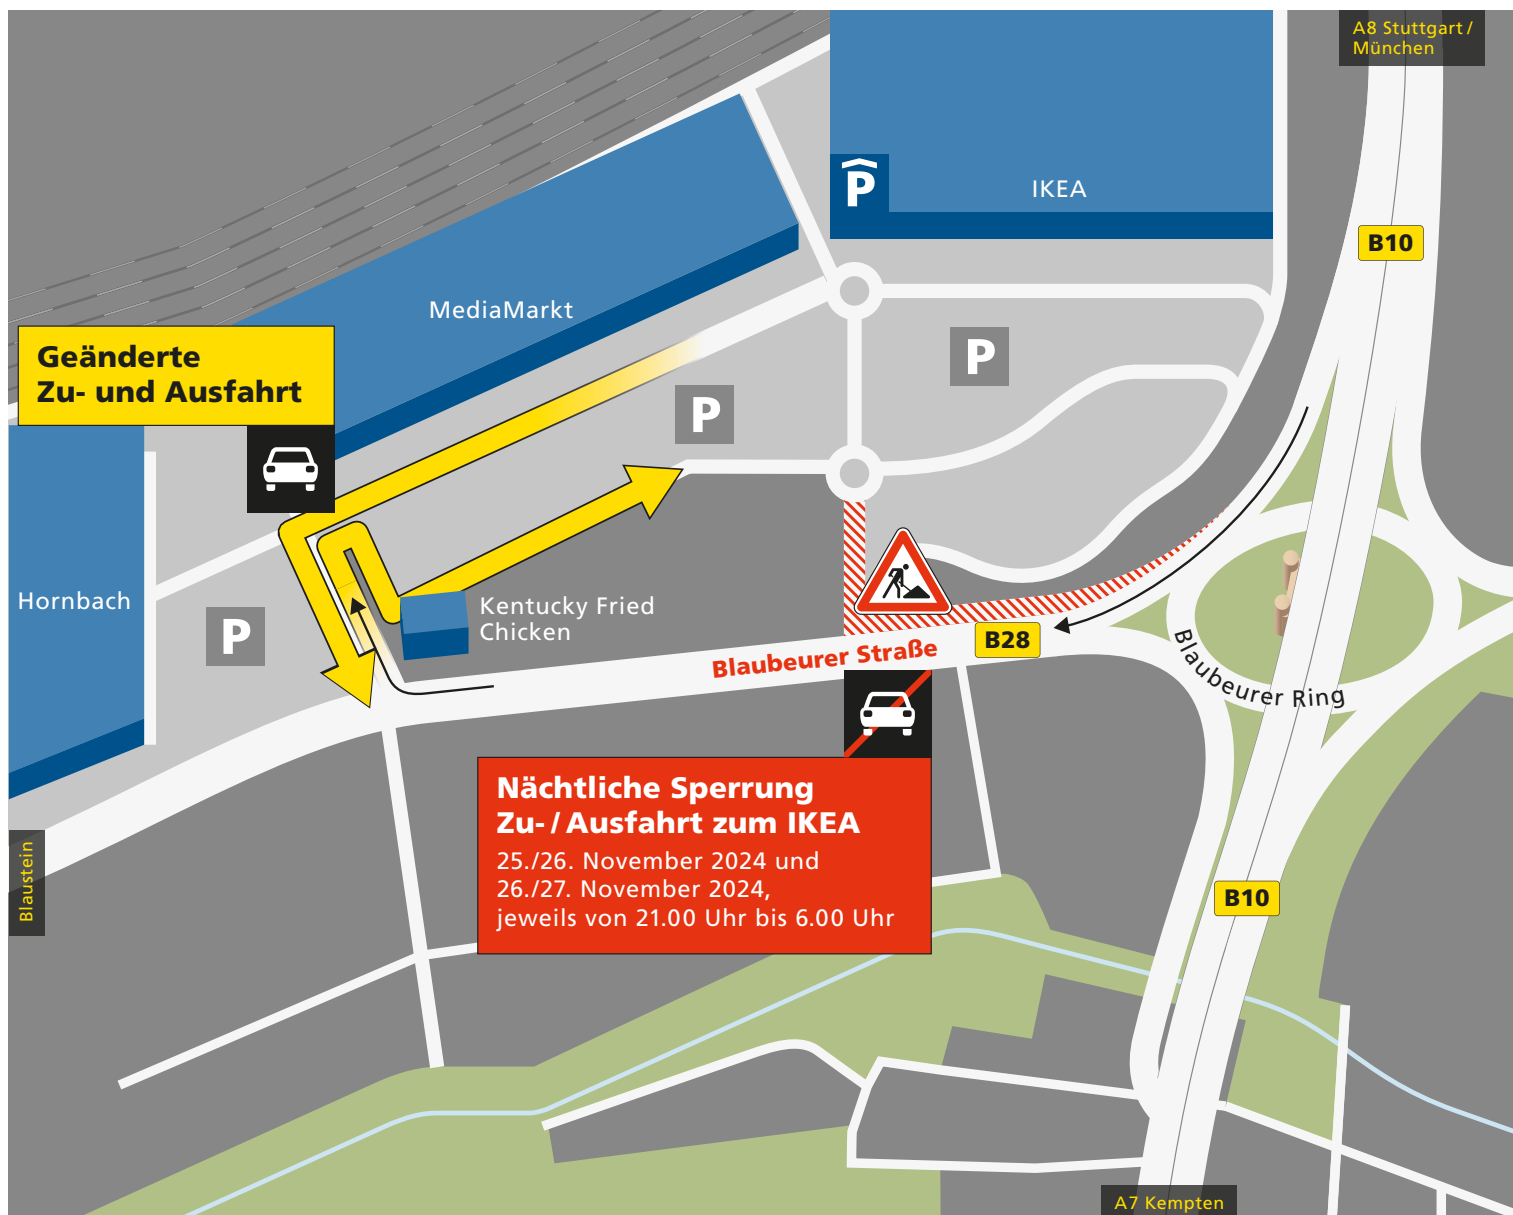 A8 Stuttgart /
München
P
IKEA
B10
MediaMarkt
Geänderte
Zu- und Ausfahrt
P
P
Hornbach
P
Kentucky Fried
Chicken
Blaubeurer Straße
B28
Blaubeurer Ring
Nächtliche Sperrung
Zu- / Ausfahrt zum IKEA
25./26. November 2024 und
26./27. November 2024,
jeweils von 21.00 Uhr bis 6.00 Uhr
Blaustein
B10
A7 Kempten